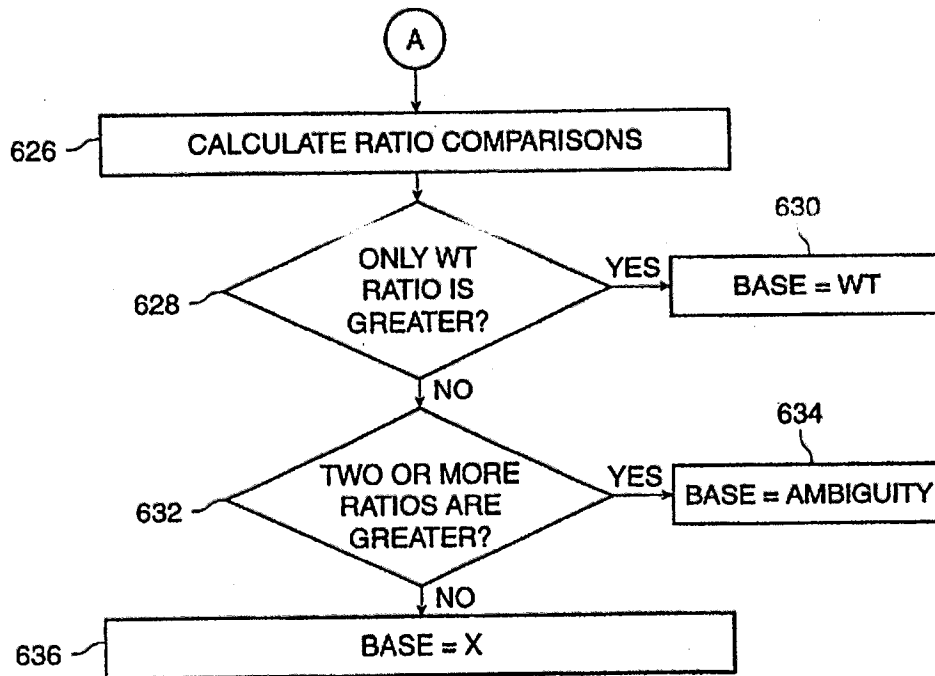 A
626
CALCULATE RATIO COMPARISONS
628
ONLY WT
RATIO IS
GREATER?
YES
630
BASE = WT
NO
632
TWO OR MORE
RATIOS ARE
GREATER?
YES
634
BASE = AMBIGUITY
NO
636
BASE = X